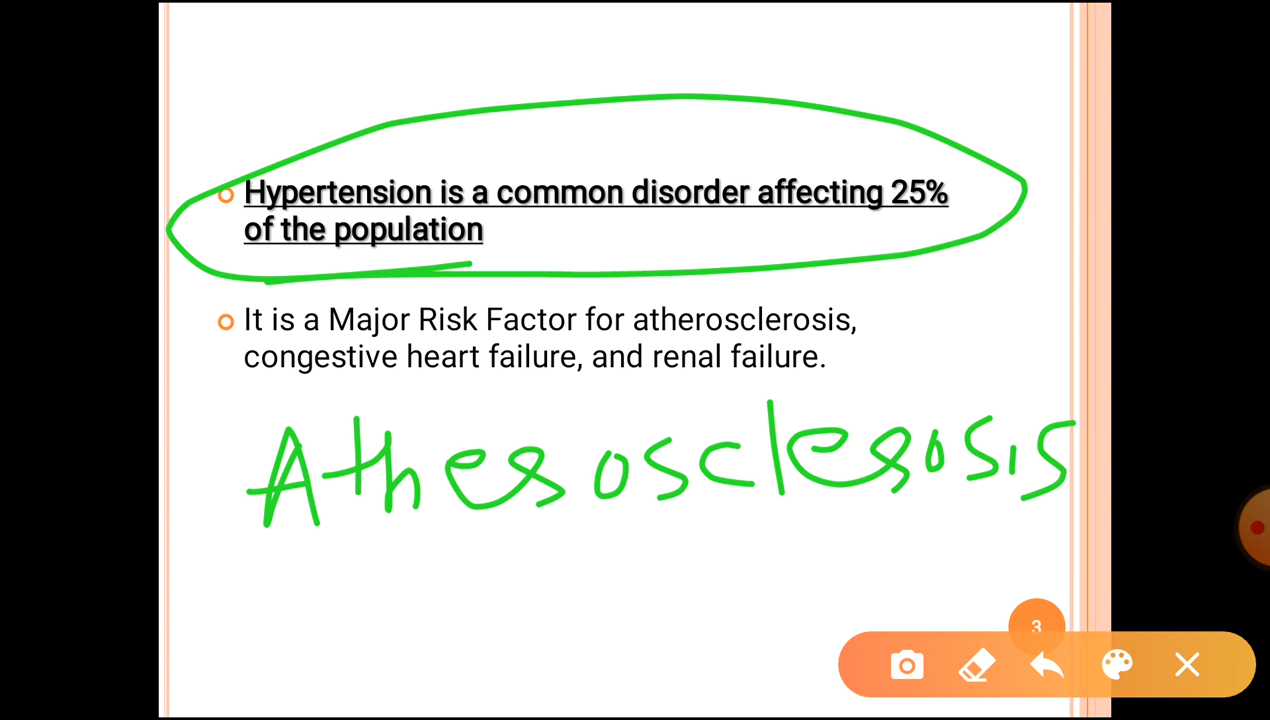 Hypertension is a common disorder affecting 25%
of the population
It is a Major Risk Factor for atherosclerosis,
congestive heart failure, and renal failure.
Atherosclerosis
3